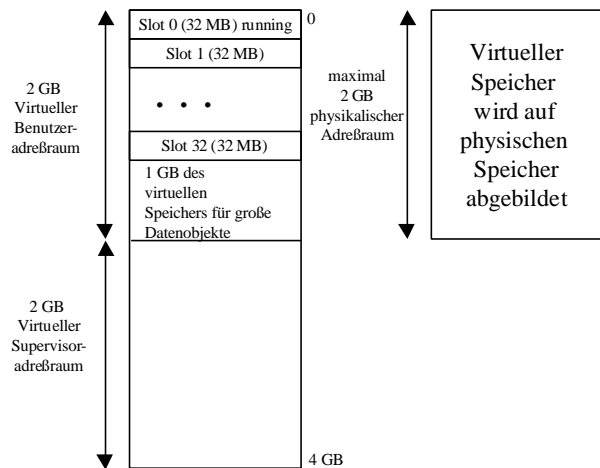 Slot 0 (32 MB) running
0
Slot 1 (32 MB)
• • •
Slot 32 (32 MB)
1 GB des
virtuellen
Speichers für große
Datenobjekte
4 GB
2 GB
Virtueller
Benutzer-
adreßraum
2 GB
Virtueller
Supervisor-
adreßraum
maximal
2 GB
physikalischer
Adreßraum
Virtueller
Speicher
wird auf
physischen
Speicher
abgebildet